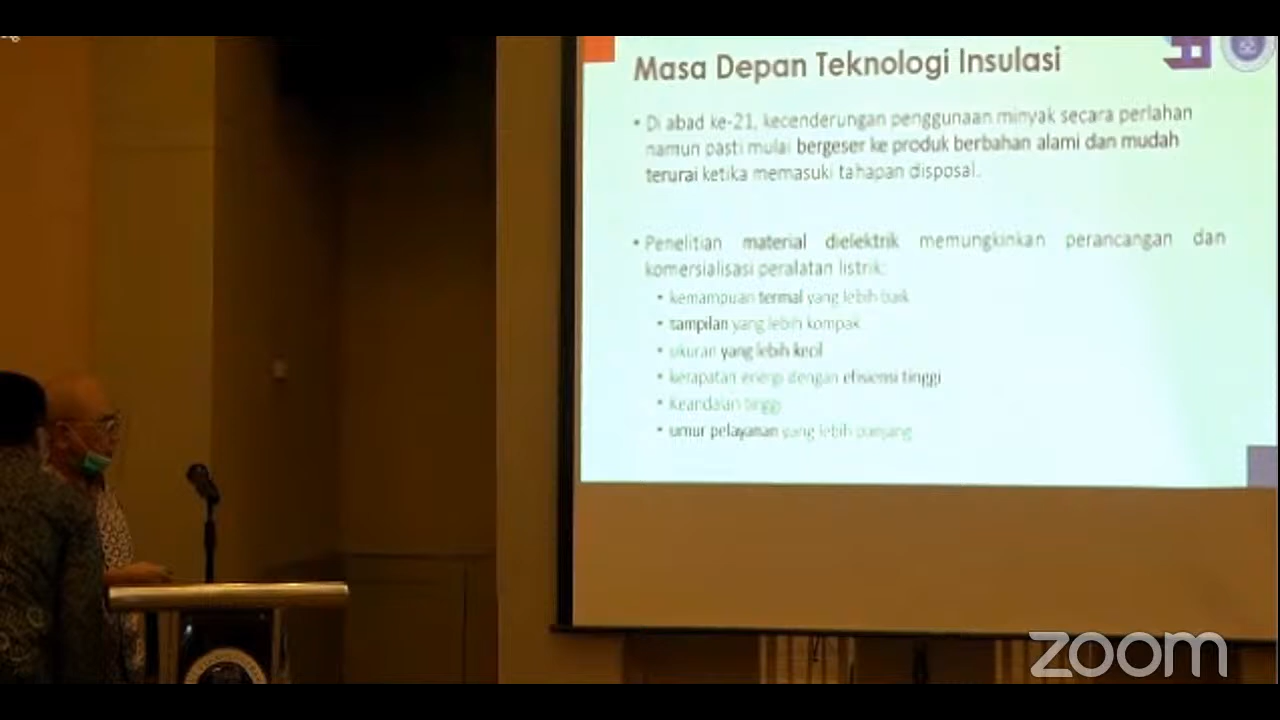 Masa Depan Teknologi Insulasi
• Di abad ke-21, kecenderungan penggunaan minyak secara perlahan
namun pasti mulai bergeser ke produk berbahan alami dan mudah
terurai ketika memasuki tahapan disposal.
• Penelitian material dielektrik memungkinkan perancangan dan
komersialisasi peralatan listrik:
• kemampuan termal yang lebih baik
• tampilan yang lebih kompak
• ukuran yang lebih kecil
• kerapatan energi dengan efisiensi tinggi
• Keandalan tinggi
• umur pelayanan yang lebih panjang
zoom